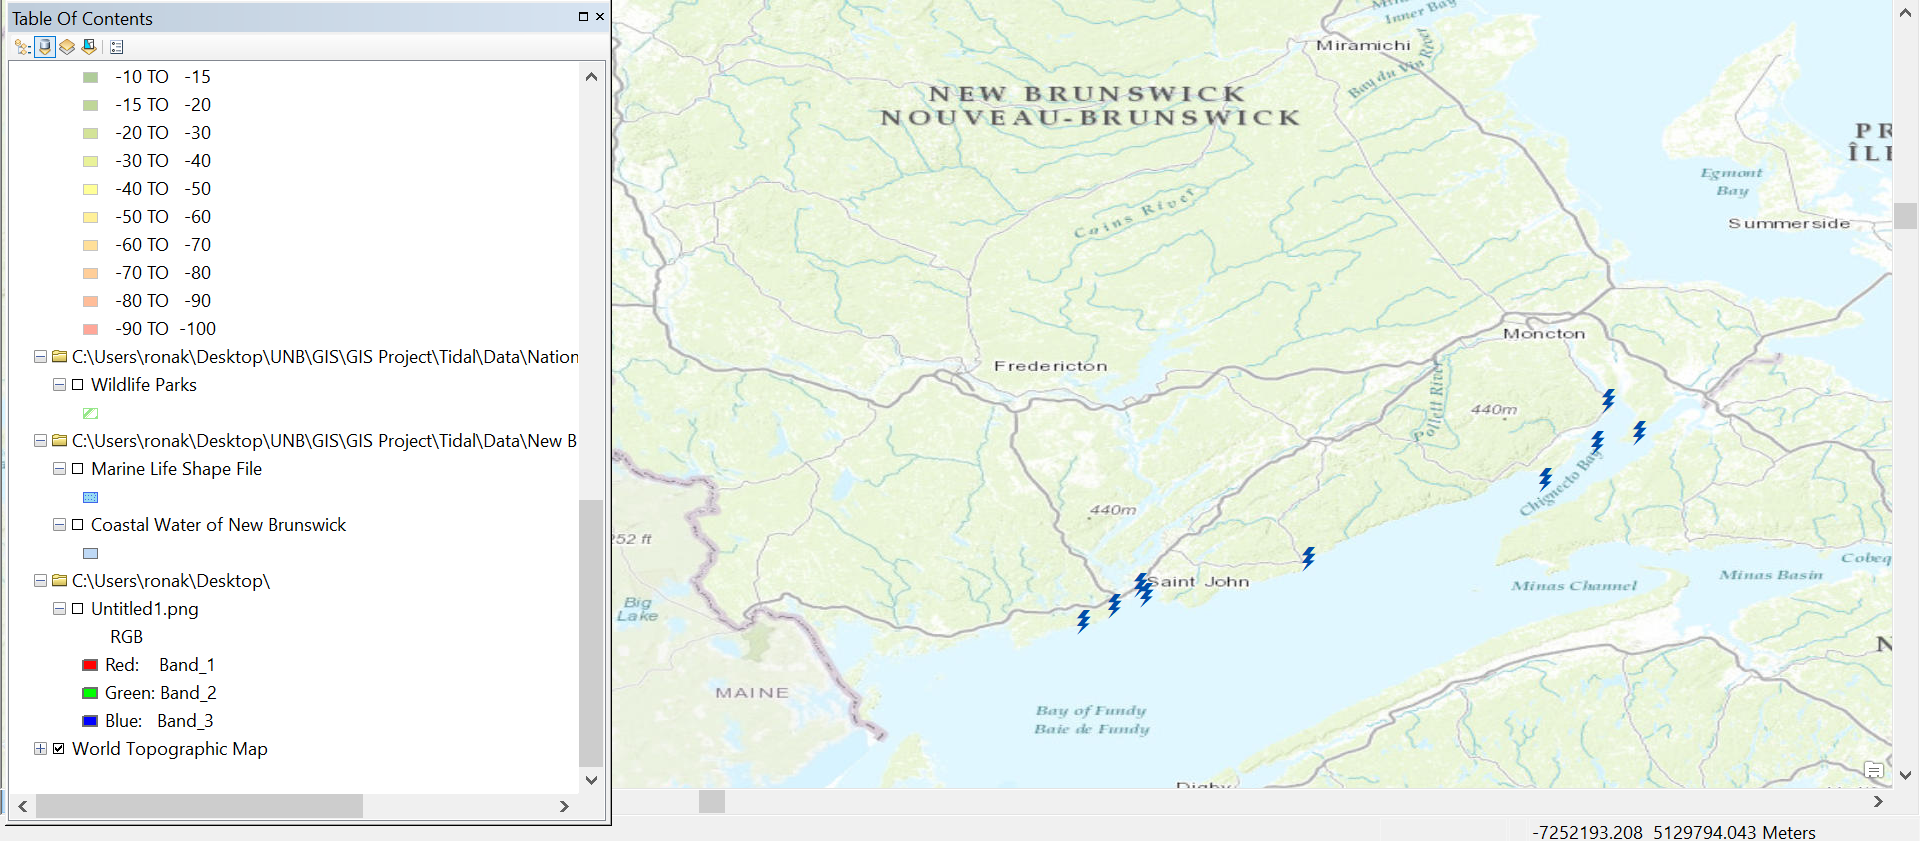 Table Of Contents
-10 TO -15
-15 TO -20
-20 TO -30
-30 TO -40
-40 TO -50
-50 TO -60
-60 TO -70
-70 TO -80
-80 TO -90
-90 TO -100
C:\Users\ronak\Desktop\UNB\GIS\GIS Project\Tidal\Data\Nation
Wildlife Parks
C:\Users\ronak\Desktop\UNB\GIS\GIS Project\Tidal\Data\New B
Marine Life Shape File
Coastal Water of New Brunswick
C:\Users\ronak\Desktop\
Untitled1.png
RGB
Red: Band_1
Green: Band_2
Blue: Band_3
World Topographic Map
Inner Bay
Miramichi
Bay du Vin River
NEW BRUNSWICK
NOUVEAU-BRUNSWICK
PR
ÎLE
Egmont
Bay
Cains River
Summerside
Moncton
Fredericton
Pollett River
440m
Chignecto Bay
440m
252 ft
Cobeq
Saint John
Minas Channel
Minas Basin
Big
Lake
N
MAINE
Bay of Fundy
Baie de Fundy
Digby
-7252193.208 5129794.043 Meters